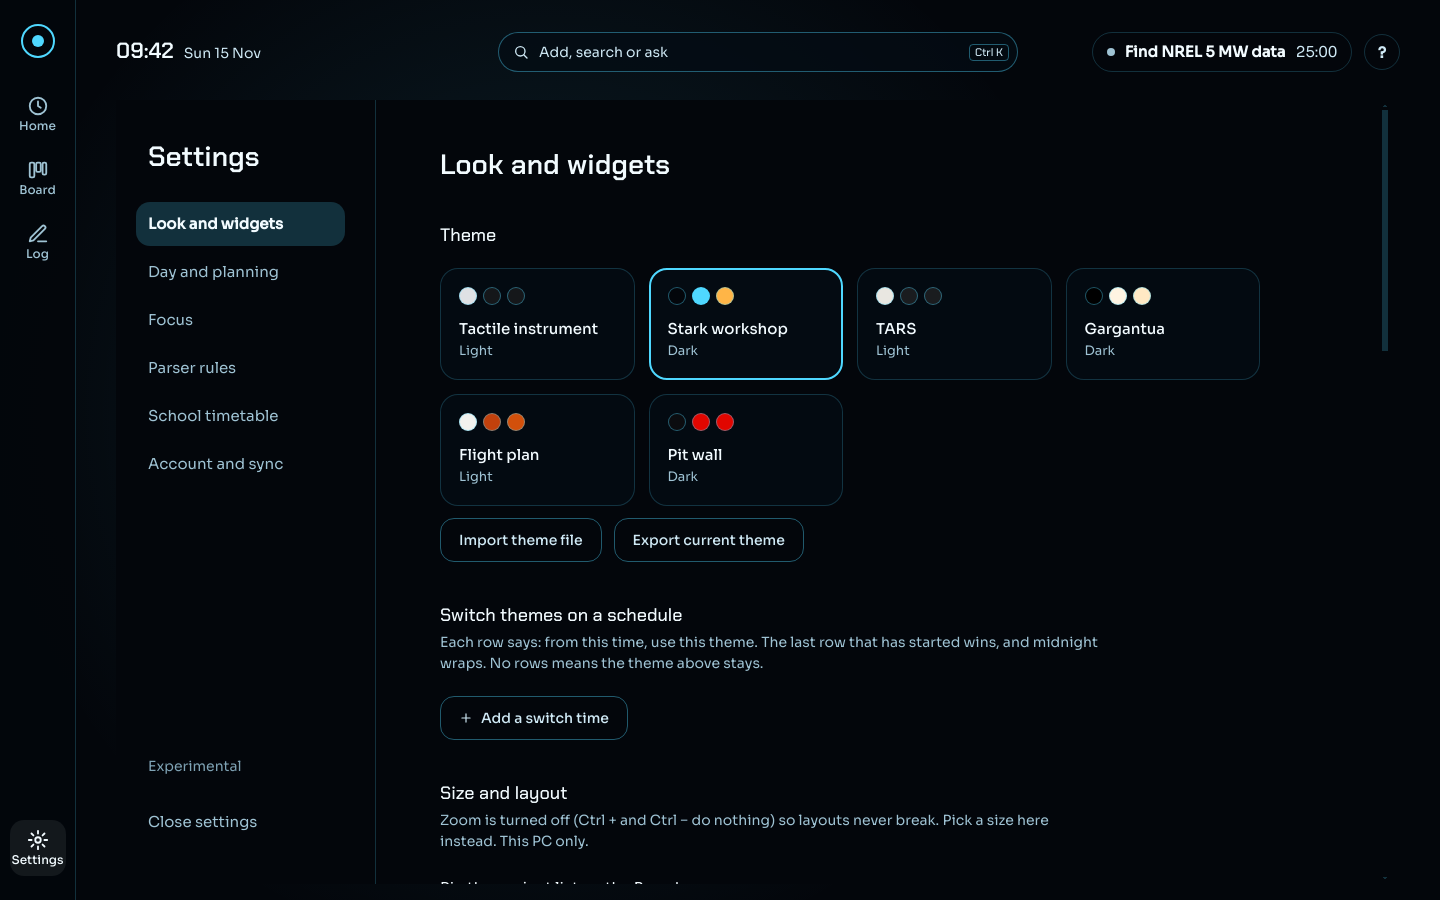 09:42 Sun 15 Nov
Add, search or ask
Ctrl K
Find NREL 5 MW data 25:00
?
Home
Board
Log
Settings
Settings
Look and widgets
Day and planning
Focus
Parser rules
School timetable
Account and sync
Experimental
Close settings
Look and widgets
Theme
Tactile instrument
Light
Stark workshop
Dark
TARS
Light
Gargantua
Dark
Flight plan
Light
Pit wall
Dark
Import theme file
Export current theme
Switch themes on a schedule
Each row says: from this time, use this theme. The last row that has started wins, and midnight
wraps. No rows means the theme above stays.
+ Add a switch time
Size and layout
Zoom is turned off (Ctrl + and Ctrl − do nothing) so layouts never break. Pick a size here
instead. This PC only.